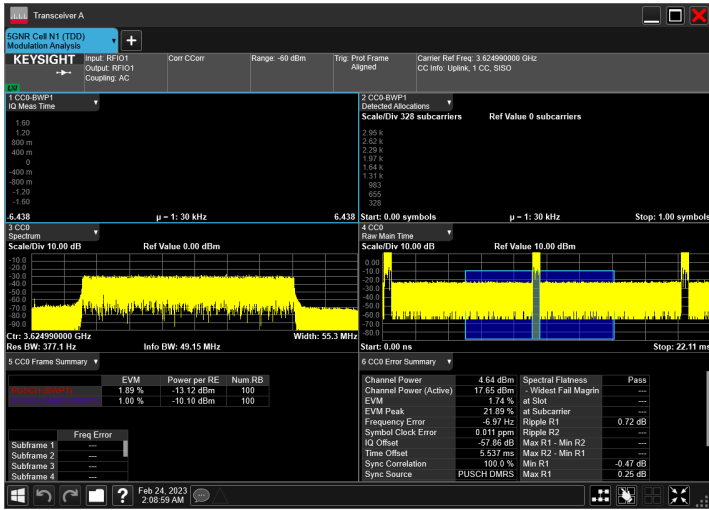 Transceiver A
5GNR Cell N1 (TDD)
Modulation Analysis
KEYSIGHT
LXI
Input: RFIO1
Output: RFIO1
Coupling: AC
Corr CCorr
Range: -60 dBm
Trig: Prot Frame
Aligned
Carrier Ref Freq: 3.624990000 GHz
CC Info: Uplink, 1 CC, SISO
1 CC0-BWP1
IQ Meas Time
1.60
1.20
800 m
400 m
0
-400 m
-800 m
-1.20
-1.60
-6.438
μ = 1: 30 kHz
6.438
2 CC0-BWP1
Detected Allocations
Scale/Div 328 subcarriers
Ref Value 0 subcarriers
2.95 k
2.62 k
2.29 k
1.97 k
1.64 k
1.31 k
983
655
328
Start: 0.00 symbols
μ = 1: 30 kHz
Stop: 1.00 symbols
3 CC0
Spectrum
Scale/Div 10.00 dB
Ref Value 0.00 dBm
-10.0
-20.0
-30.0
-40.0
-50.0
-60.0
-70.0
-80.0
-90.0
Ctr: 3.62499000 GHz
Width: 55.3 MHz
Res BW: 377.1 Hz
Info BW: 49.15 MHz
4 CC0
Raw Main Time
Scale/Div 10.00 dB
Ref Value 10.00 dBm
0.00
-10.0
-20.0
-30.0
-40.0
-50.0
-60.0
-70.0
-80.0
Start: 0.00 ns
Stop: 22.11 ms
5 CC0 Frame Summary
EVM Power per RE Num.RB
1.89 % -13.12 dBm 100
1.00 % -10.10 dBm 100
Freq Error
Subframe 1 ---
Subframe 2 ---
Subframe 3 ---
Subframe 4 ---
6 CC0 Error Summary
Channel Power 4.64 dBm Spectral Flatness Pass
Channel Power (Active) 17.65 dBm - Widest Fail Magrin ---
EVM 1.74 % at Slot ---
EVM Peak 21.89 % at Subcarrier ---
Frequency Error -6.97 Hz Ripple R1 0.72 dB
Symbol Clock Error 0.011 ppm Ripple R2 ---
IQ Offset -57.86 dB Max R1 - Min R2 ---
Time Offset 5.537 ms Max R2 - Min R1 ---
Sync Correlation 100.0 % Min R1 -0.47 dB
Sync Source PUSCH DMRS Max R1 0.25 dB
Feb 24, 2023
2:08:59 AM